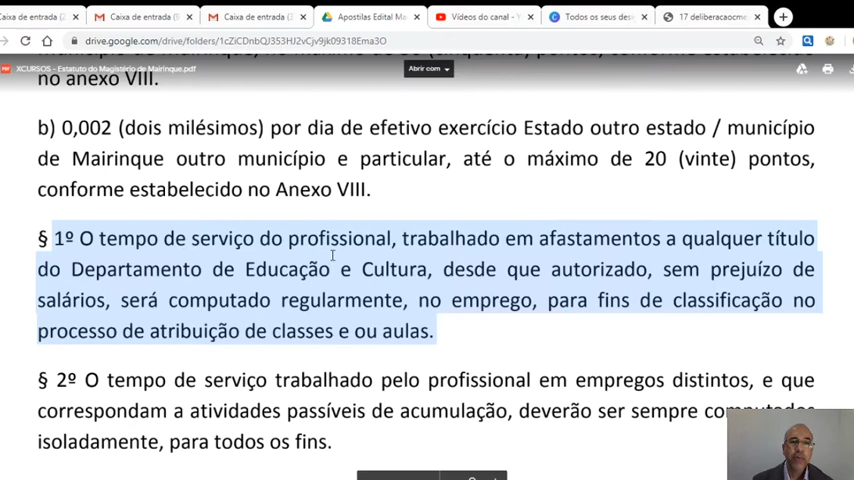 Caixa de entrada (2
Caixa de entrada (5
Caixa de entrada (
Apostilas Edital M
Vídeos do canal - Y
Todos os seus des
17 deliberacaocme
drive.google.com/drive/folders/1cZiCDnbQJ353HJ2vCjv9jk09318Ema3O
XCURSOS - Estatuto do Magistério de Mairinque.pdf
Abrir com
no anexo VIII.
b) 0,002 (dois milésimos) por dia de efetivo exercício Estado outro estado / município
de Mairinque outro município e particular, até o máximo de 20 (vinte) pontos,
conforme estabelecido no Anexo VIII.
§ 1º O tempo de serviço do profissional, trabalhado em afastamentos a qualquer título
do Departamento de Educação e Cultura, desde que autorizado, sem prejuízo de
salários, será computado regularmente, no emprego, para fins de classificação no
processo de atribuição de classes e ou aulas.
§ 2º O tempo de serviço trabalhado pelo profissional em empregos distintos, e que
correspondam a atividades passíveis de acumulação, deverão ser sempre computados
isoladamente, para todos os fins.